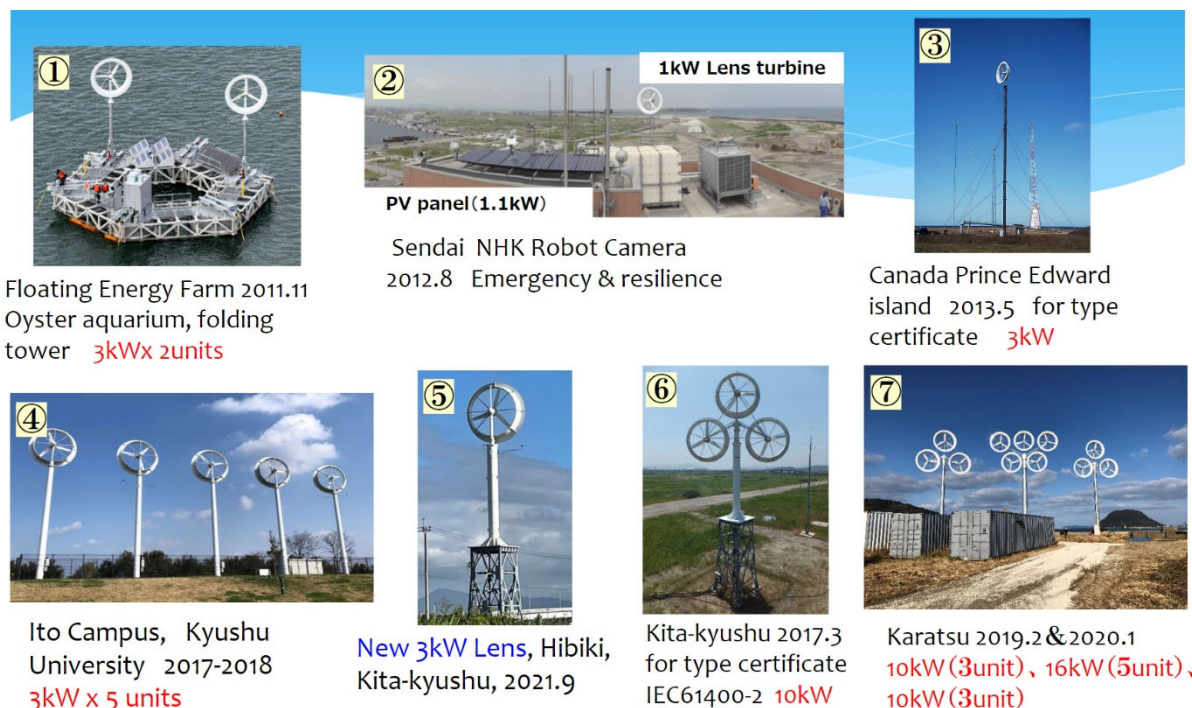 ①
Floating Energy Farm 2011.11
Oyster aquarium, folding
tower 3kWx 2units
②
1kW Lens turbine
PV panel(1.1kW)
Sendai NHK Robot Camera
2012.8 Emergency & resilience
③
Canada Prince Edward
island 2013.5 for type
certificate 3kW
④
Ito Campus, Kyushu
University 2017-2018
3kW x 5 units
⑤
New 3kW Lens, Hibiki,
Kita-kyushu, 2021.9
⑥
Kita-kyushu 2017.3
for type certificate
IEC61400-2 10kW
⑦
Karatsu 2019.2&2020.1
10kW(3unit)、16kW(5unit)、
10kW(3unit)